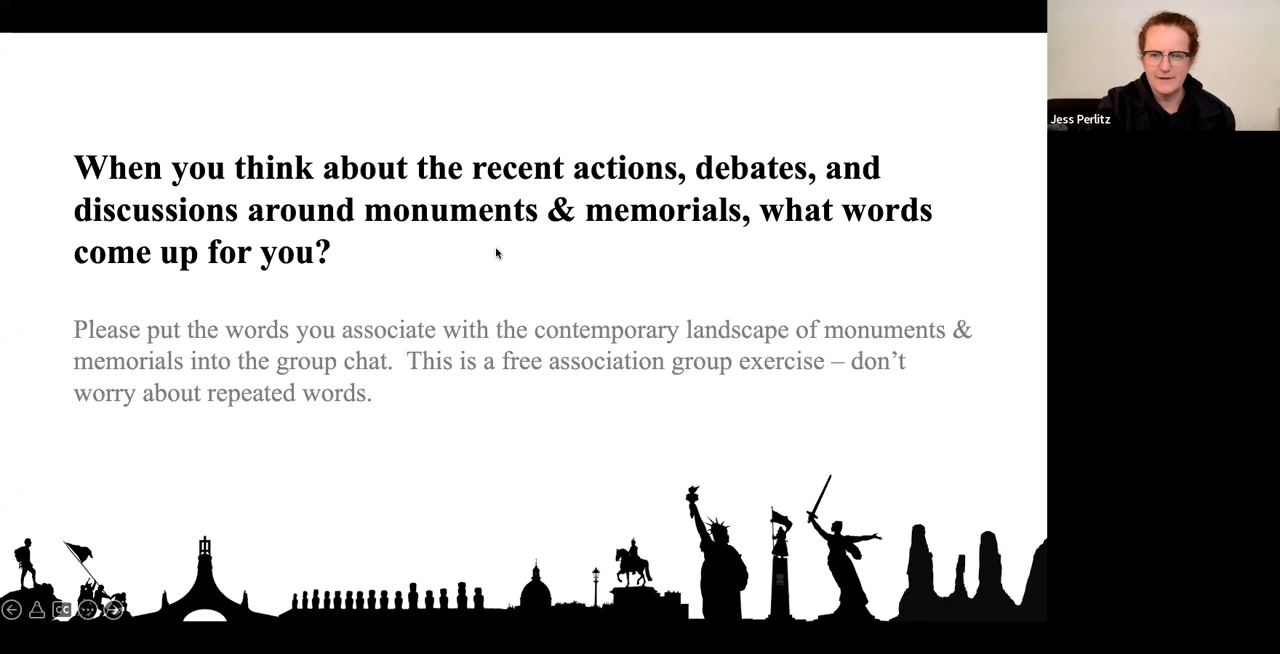 When you think about the recent actions, debates, and
discussions around monuments & memorials, what words
come up for you?
Please put the words you associate with the contemporary landscape of monuments &
memorials into the group chat.  This is a free association group exercise – don’t
worry about repeated words.
Jess Perlitz
CC